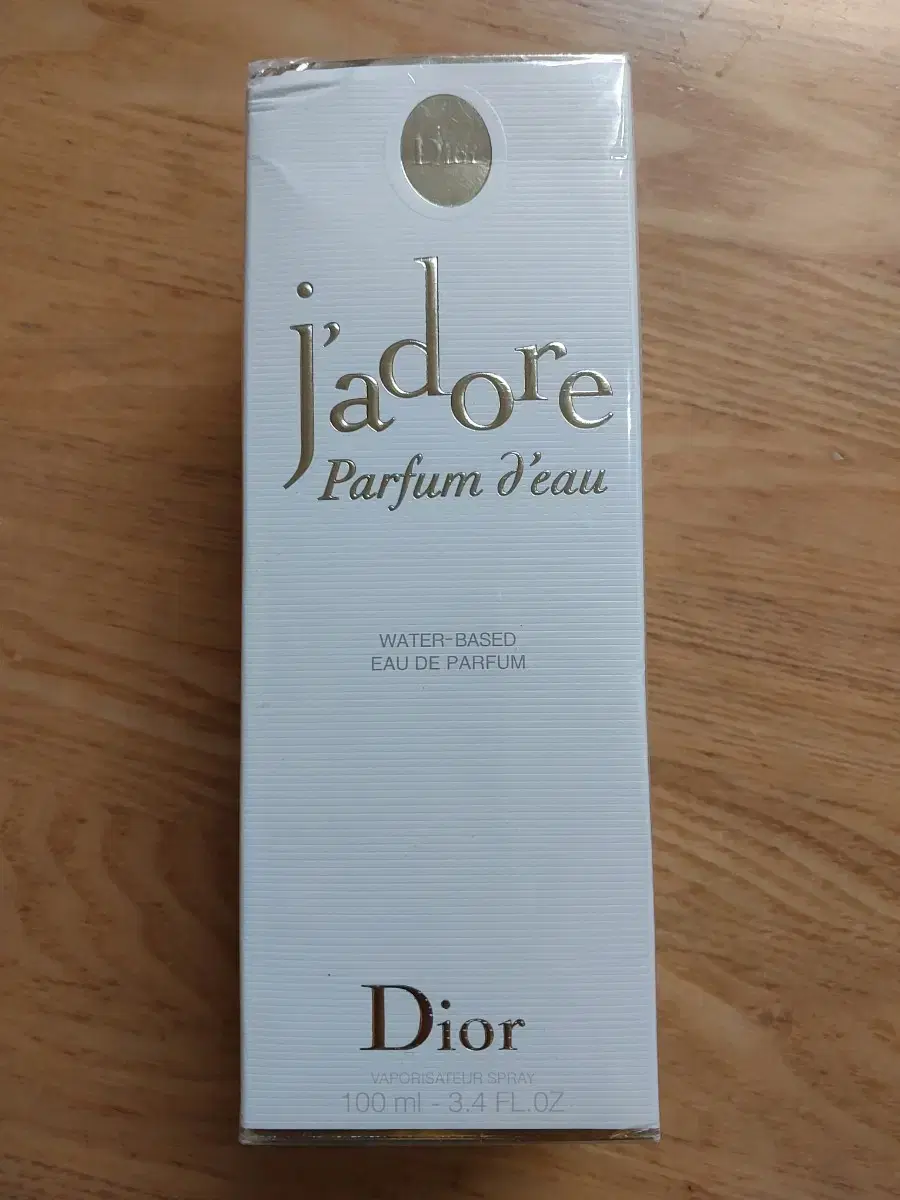 Dior
j'adore
Parfum d'eau
WATER-BASED
EAU DE PARFUM
Dior
VAPORISATEUR SPRAY
100 ml - 3.4 FL.OZ